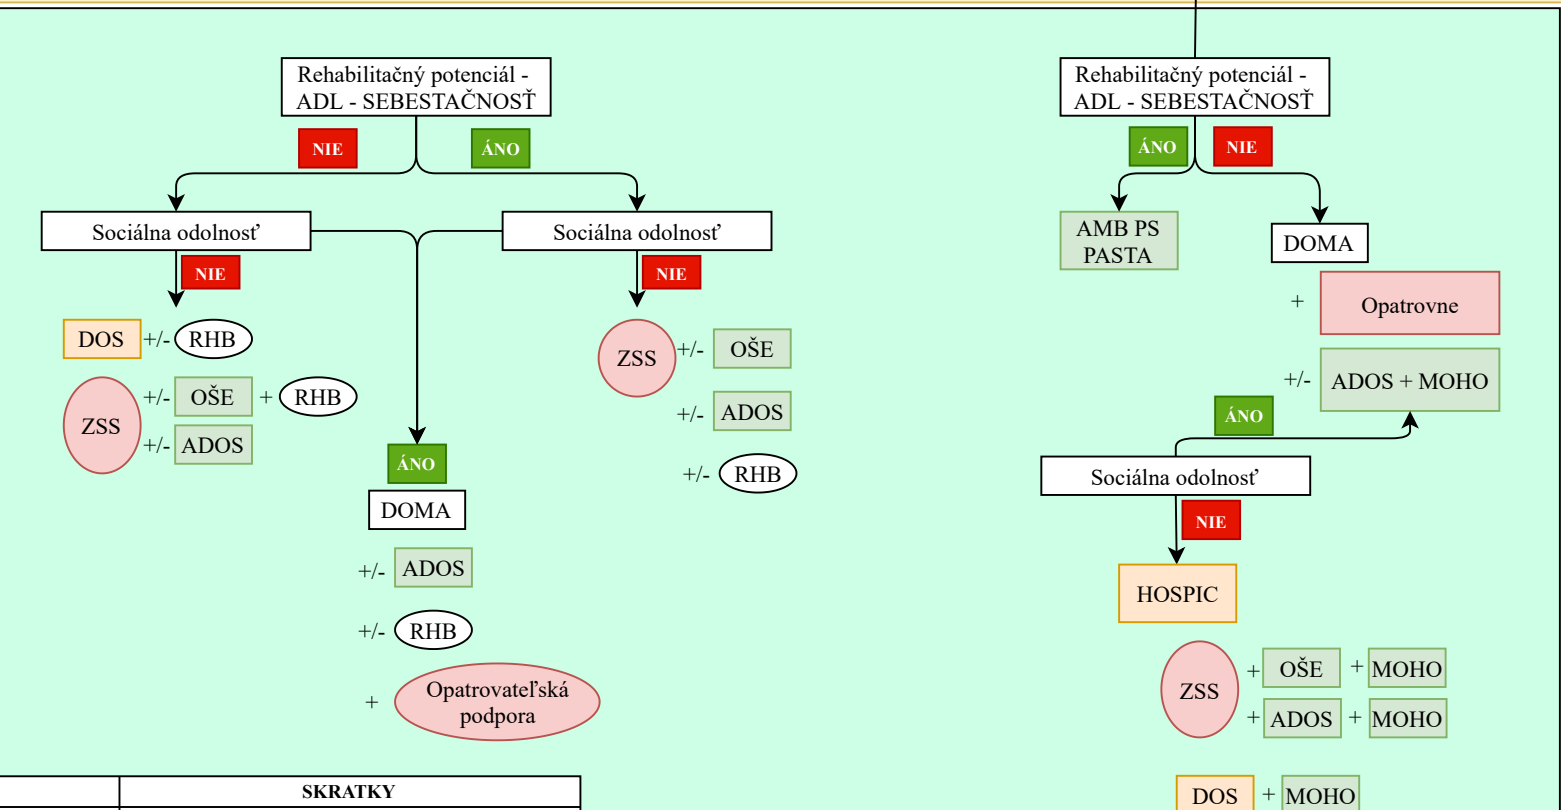 Rehabilitačný potenciál -
ADL - SEBESTAČNOSŤ
NIE
ÁNO
Sociálna odolnosť
Sociálna odolnosť
NIE
NIE
DOS +/- RHB
ZSS
+/- OŠE + RHB
+/- ADOS
ZSS
+/- OŠE
+/- ADOS
+/- RHB
ÁNO
DOMA
+/- ADOS
+/- RHB
+ Opatrovateľská
podpora
SKRATKY
Rehabilitačný potenciál -
ADL - SEBESTAČNOSŤ
ÁNO
NIE
AMB PS
PASTA
DOMA
+ Opatrovne
+/- ADOS + MOHO
ÁNO
Sociálna odolnosť
NIE
HOSPIC
ZSS
+ OŠE + MOHO
+ ADOS + MOHO
DOS + MOHO